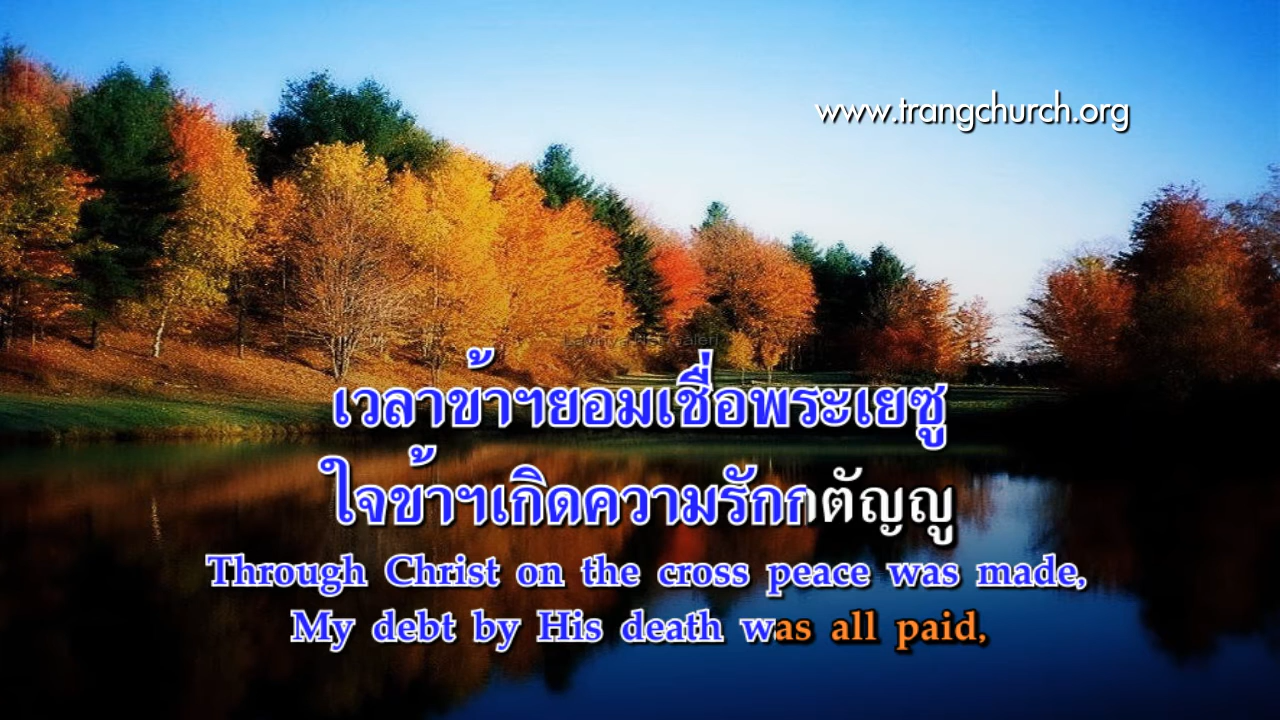 www.trangchurch.org
เวลาข้าฯยอมเชื่อพระเยซู
ใจข้าฯเกิดความรักกตัญญู
Through Christ on the cross peace was made,
My debt by His death was all paid,